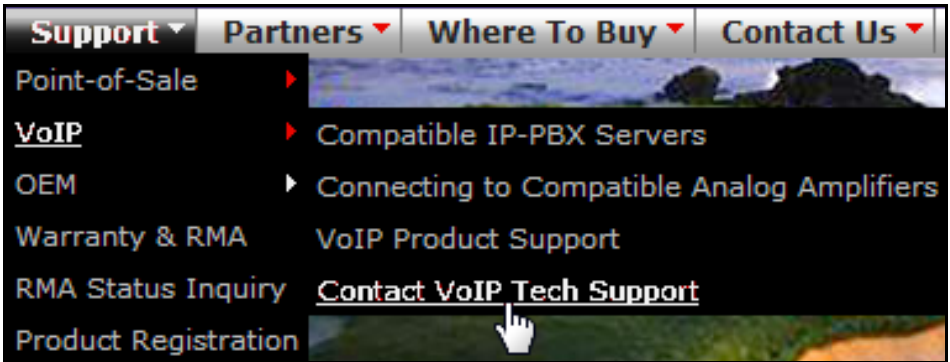 Support Partners Where To Buy Contact Us
Point-of-Sale
VoIP Compatible IP-PBX Servers
OEM Connecting to Compatible Analog Amplifiers
Warranty & RMA VoIP Product Support
RMA Status Inquiry Contact VoIP Tech Support
Product Registration